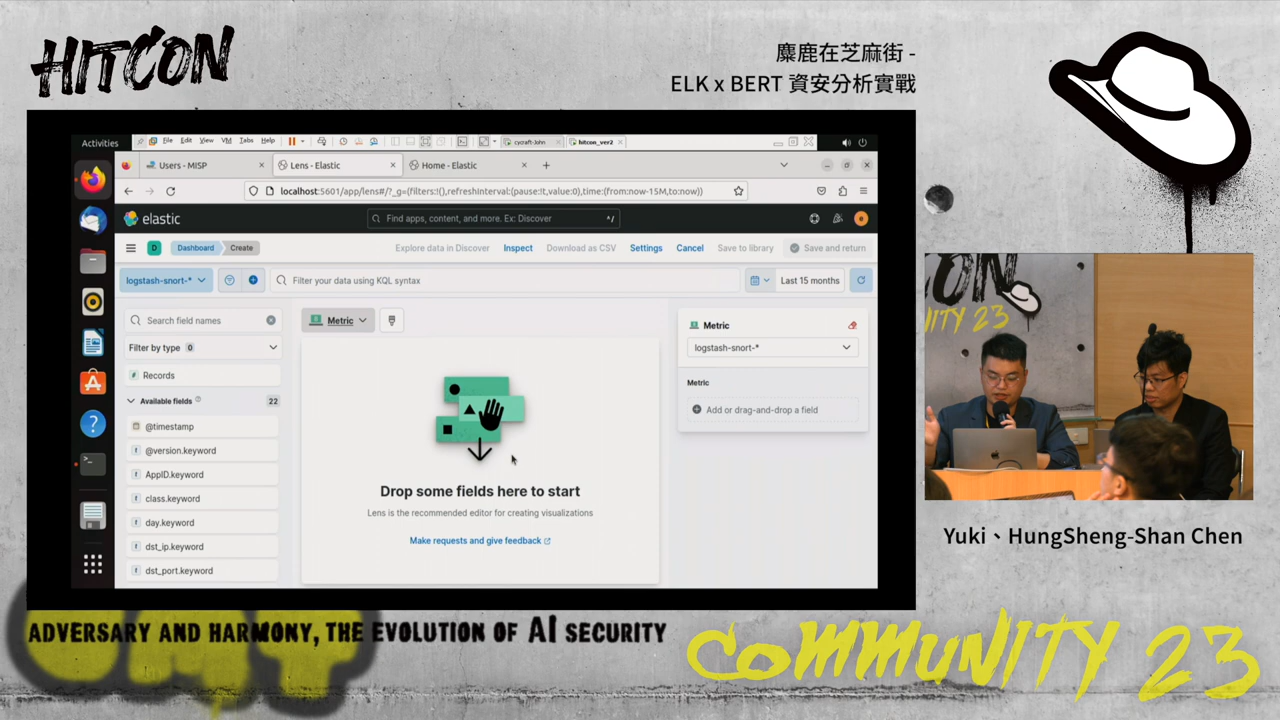 HITCON
麋鹿在芝麻街 -
ELK x BERT 資安分析實戰
Activities
File Edit View VM Tabs Help
cycraft-John
hitcon_ver2
Users - MISP
Lens - Elastic
Home - Elastic
localhost:5601/app/lens#/?_g=(filters:!(),refreshInterval:(pause:!t,value:0),time:(from:now-15M,to:now))
elastic
Find apps, content, and more. Ex: Discover
^/
D
e
Dashboard
Create
Explore data in Discover
Inspect
Download as CSV
Settings
Cancel
Save to library
Save and return
logstash-snort-*
Filter your data using KQL syntax
Last 15 months
Search field names
Metric
Metric
Filter by type 0
logstash-snort-*
Records
Metric
Available fields 22
Add or drag-and-drop a field
@timestamp
@version.keyword
AppID.keyword
class.keyword
day.keyword
dst_ip.keyword
dst_port.keyword
Drop some fields here to start
Lens is the recommended editor for creating visualizations
Make requests and give feedback
Yuki、HungSheng-Shan Chen
ADVERSARY AND HARMONY, THE EVOLUTION OF AI SECURITY
COMMUNITY 23